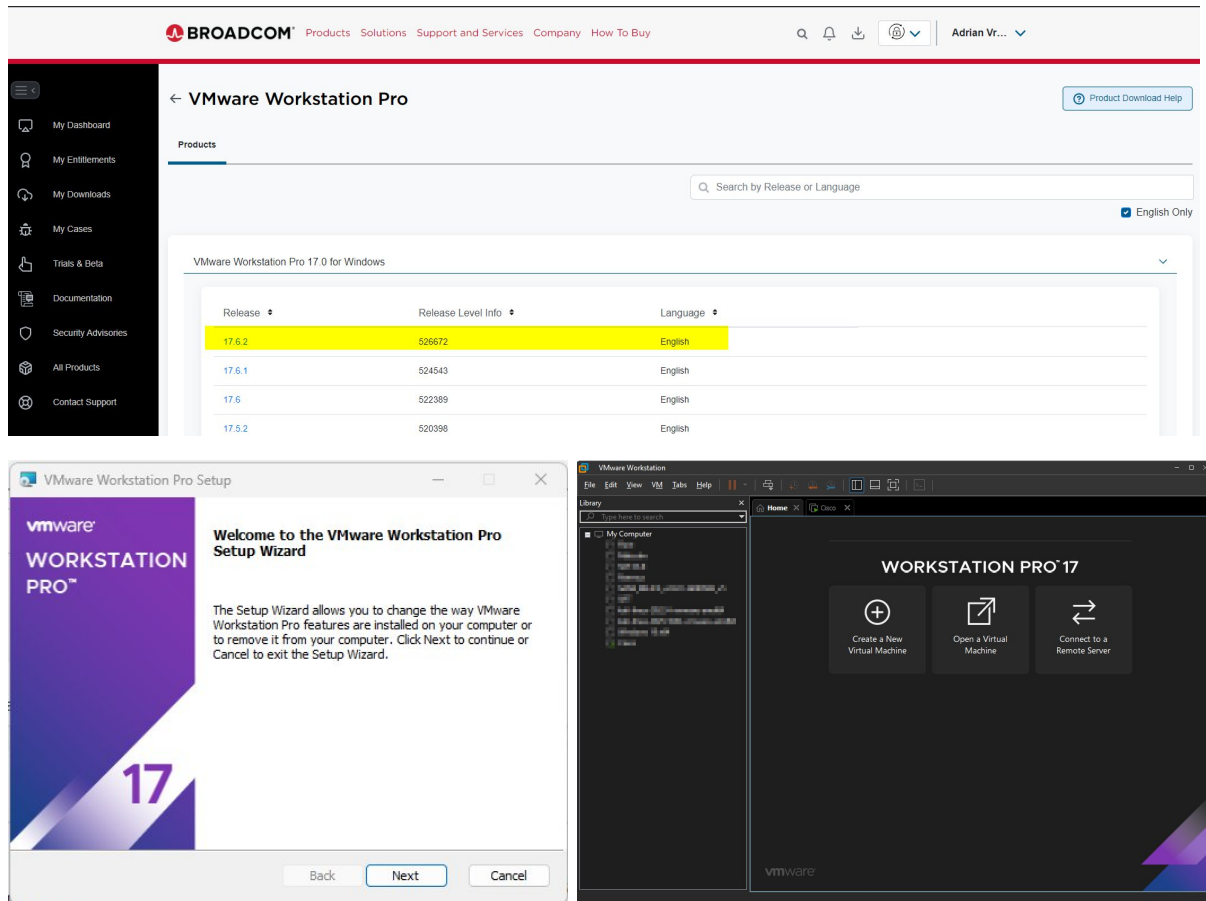 BROADCOM® Products Solutions Support and Services Company How To Buy Adrian Vr...
← VMware Workstation Pro
Product Download Help
My Dashboard
My Entitlements
My Downloads
My Cases
Trials & Beta
Documentation
Security Advisories
All Products
Contact Support
Products
Search by Release or Language
English Only
VMware Workstation Pro 17.0 for Windows
Release Release Level Info Language
17.6.2 526672 English
17.6.1 524543 English
17.6 522389 English
17.5.2 520398 English
VMware Workstation Pro Setup
vmware®
WORKSTATION
PRO™
17
Welcome to the VMware Workstation Pro
Setup Wizard
The Setup Wizard allows you to change the way VMware
Workstation Pro features are installed on your computer or
to remove it from your computer. Click Next to continue or
Cancel to exit the Setup Wizard.
Back Next Cancel
VMware Workstation
File Edit View VM Tabs Help
Library
Type here to search
My Computer
Home Cisco
WORKSTATION PRO™ 17
Create a New
Virtual Machine
Open a Virtual
Machine
Connect to a
Remote Server
vmware®